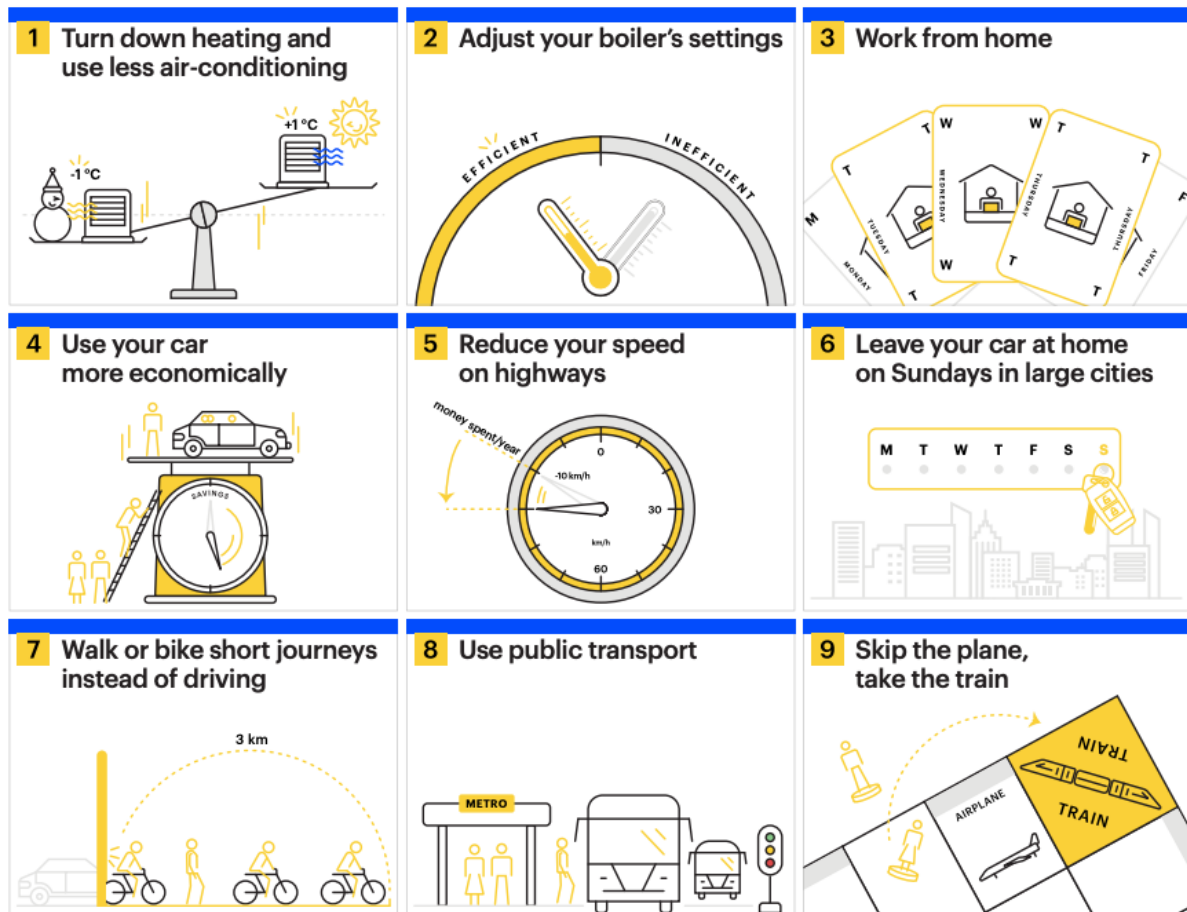 1 Turn down heating and
use less air-conditioning
+1 °C
-1 °C
2 Adjust your boiler's settings
EFFICIENT
INEFFICIENT
3 Work from home
M
MONDAY
T
T
TUESDAY
T
W
W
WEDNESDAY
W
T
T
THURSDAY
THURSDAY
T
T
F
FRIDAY
4 Use your car
more economically
SAVINGS
5 Reduce your speed
on highways
money spent/year
0
-10 km/h
30
km/h
60
6 Leave your car at home
on Sundays in large cities
M T W T F S S
7 Walk or bike short journeys
instead of driving
3 km
8 Use public transport
METRO
9 Skip the plane,
take the train
TRAIN
AIRPLANE
TRAIN